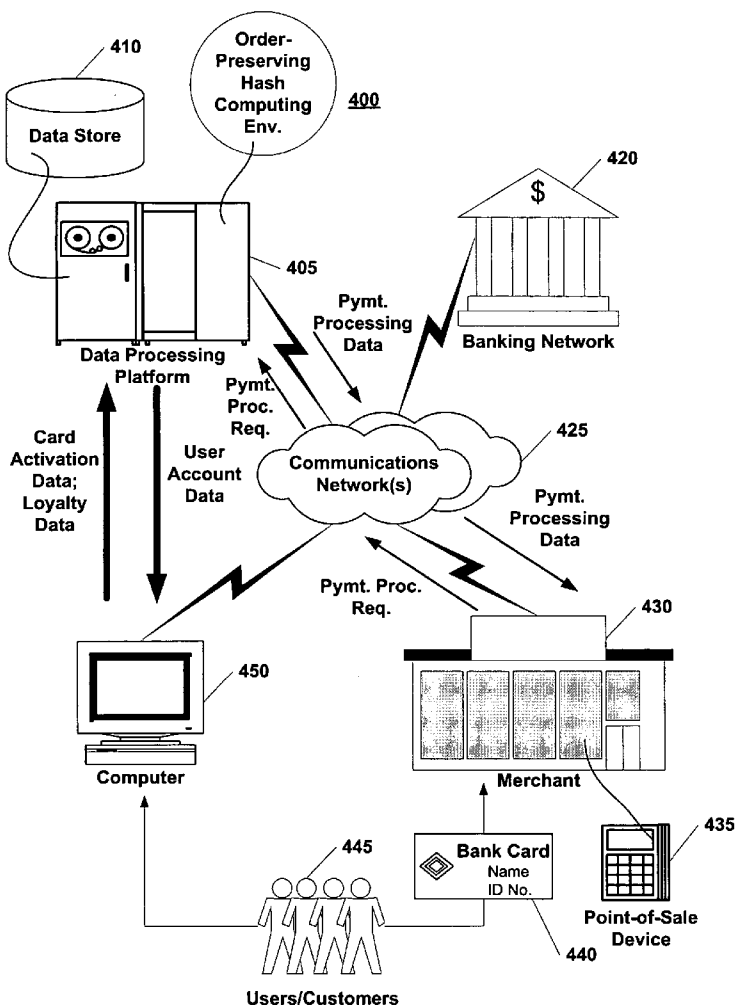 410
Order-
Preserving
Hash
Computing
Env.
400
Data Store
420
$
405
Pymt.
Processing
Data
Banking Network
Data Processing
Platform
Pymt.
Proc.
Req.
Card
Activation
Data;
Loyalty
Data
User
Account
Data
Communications
Network(s)
425
Pymt.
Processing
Data
Pymt. Proc.
Req.
430
450
Computer
Merchant
435
445
Bank Card
Name
ID No.
440
Point-of-Sale
Device
Users/Customers